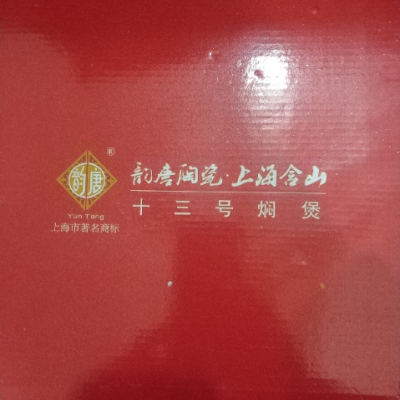 韵唐
®
Yun Tang
上海市著名商标
韵唐陶瓷·上海含山
十三号焖煲